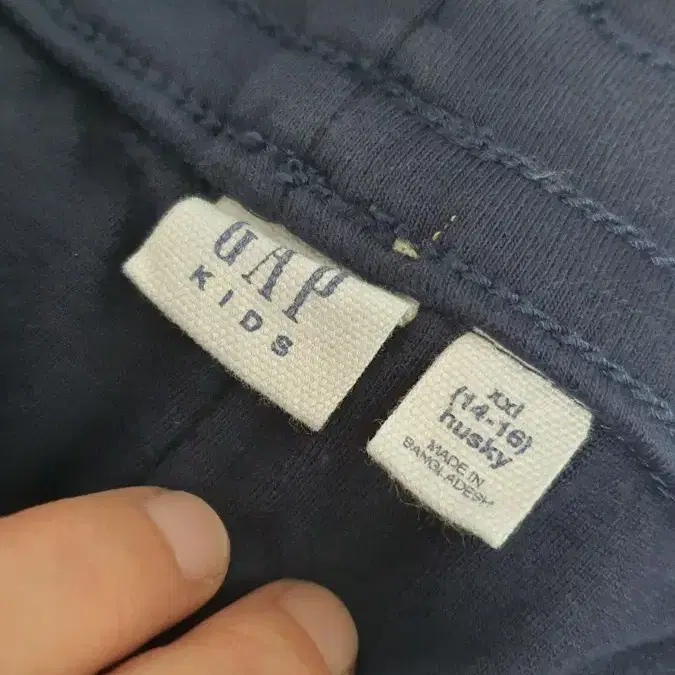 GAP
KIDS
xxl
(14-16)
husky
MADE IN
BANGLADESH